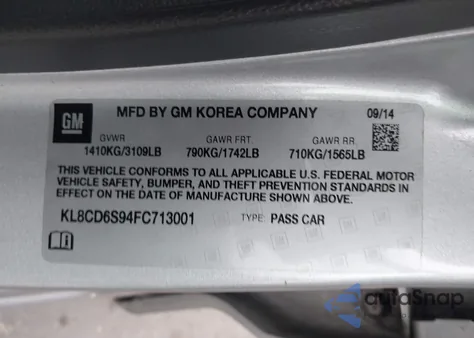 GM
MFD BY GM KOREA COMPANY
09/14
GVWR GAWR FRT GAWR RR
1410KG/3109LB 790KG/1742LB 710KG/1565LB
THIS VEHICLE CONFORMS TO ALL APPLICABLE U.S. FEDERAL MOTOR
VEHICLE SAFETY, BUMPER, AND THEFT PREVENTION STANDARDS IN
EFFECT ON THE DATE OF MANUFACTURE SHOWN ABOVE.
KL8CD6S94FC713001 TYPE: PASS CAR
autoSnap